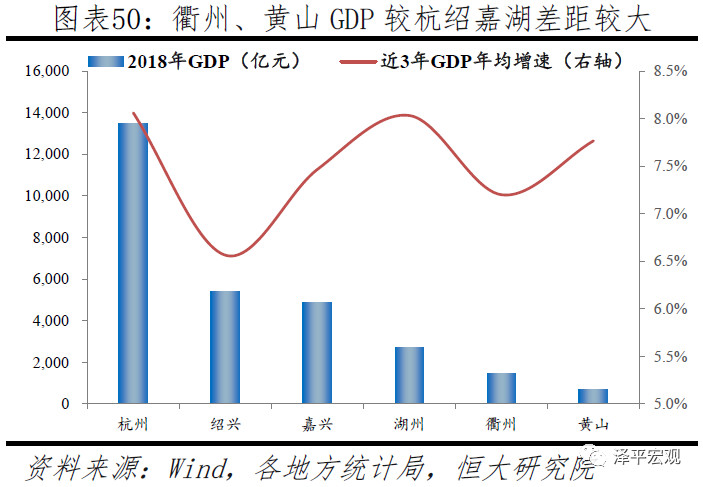 图表50：衢州、黄山GDP较杭绍嘉湖差距较大
2018年GDP（亿元） 近3年GDP年均增速（右轴）
16,000 8.5%
14,000 8.0%
12,000 7.5%
10,000 7.0%
8,000 6.5%
6,000 6.0%
4,000 5.5%
2,000 5.0%
0
杭州 绍兴 嘉兴 湖州 衢州 黄山
泽平宏观
资料来源：Wind，各地方统计局，恒大研究院